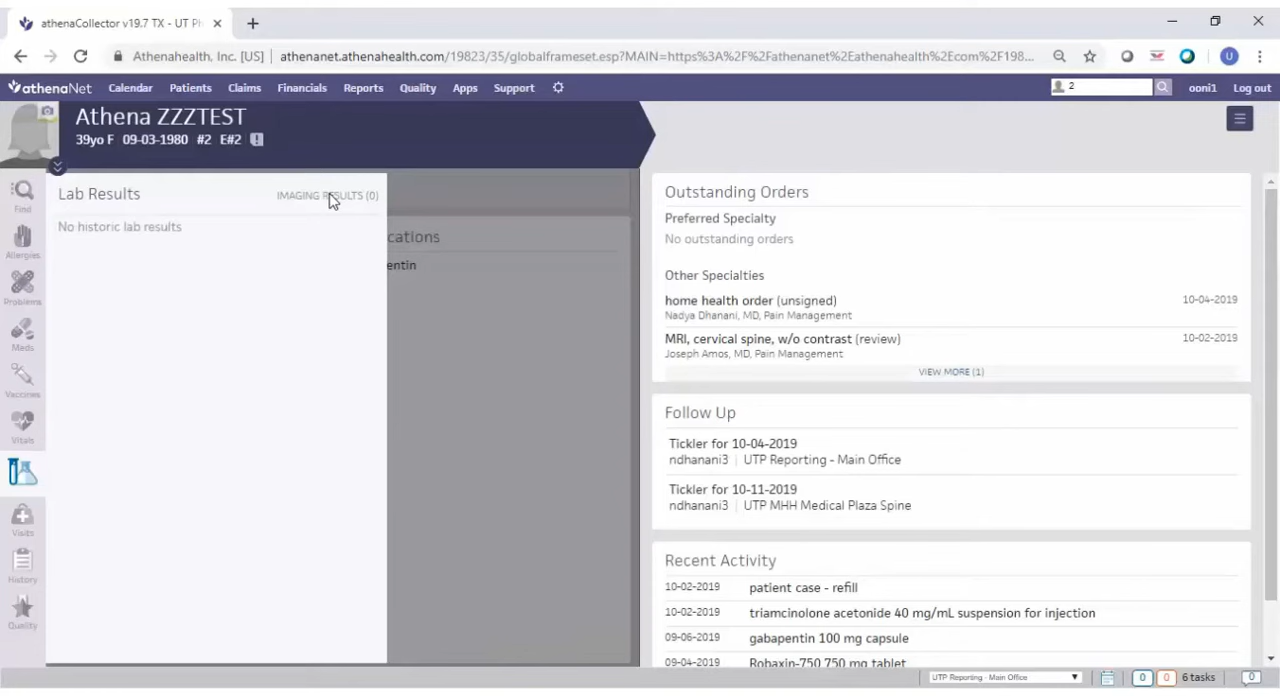 athenaCollector v19.7 TX - UT Ph
Athenahealth, Inc. [US]
athenanet.athenahealth.com/19823/35/globalframeset.esp?MAIN=https%3A%2F%2Fathenanet%2Eathenahealth%2Ecom%2F198...
U
athenaNet Calendar Patients Claims Financials Reports Quality Apps Support
2
ooni1 Log out
Athena ZZZTEST
39yo F 09-03-1980 #2 E#2
Find
Allergies
Problems
Meds
Vaccines
Vitals
Visits
History
Quality
Lab Results
IMAGING RESULTS (0)
No historic lab results
cations
entin
Outstanding Orders
Preferred Specialty
No outstanding orders
Other Specialties
home health order (unsigned) 10-04-2019
Nadya Dhanani, MD, Pain Management
MRI, cervical spine, w/o contrast (review) 10-02-2019
Joseph Amos, MD, Pain Management
VIEW MORE (1)
Follow Up
Tickler for 10-04-2019
ndhanani3 | UTP Reporting - Main Office
Tickler for 10-11-2019
ndhanani3 | UTP MHH Medical Plaza Spine
Recent Activity
10-02-2019 patient case - refill
10-02-2019 triamcinolone acetonide 40 mg/mL suspension for injection
09-06-2019 gabapentin 100 mg capsule
09-04-2019 Robaxin-750 750 mg tablet
UTP Reporting - Main Office
0 0 6 tasks 0